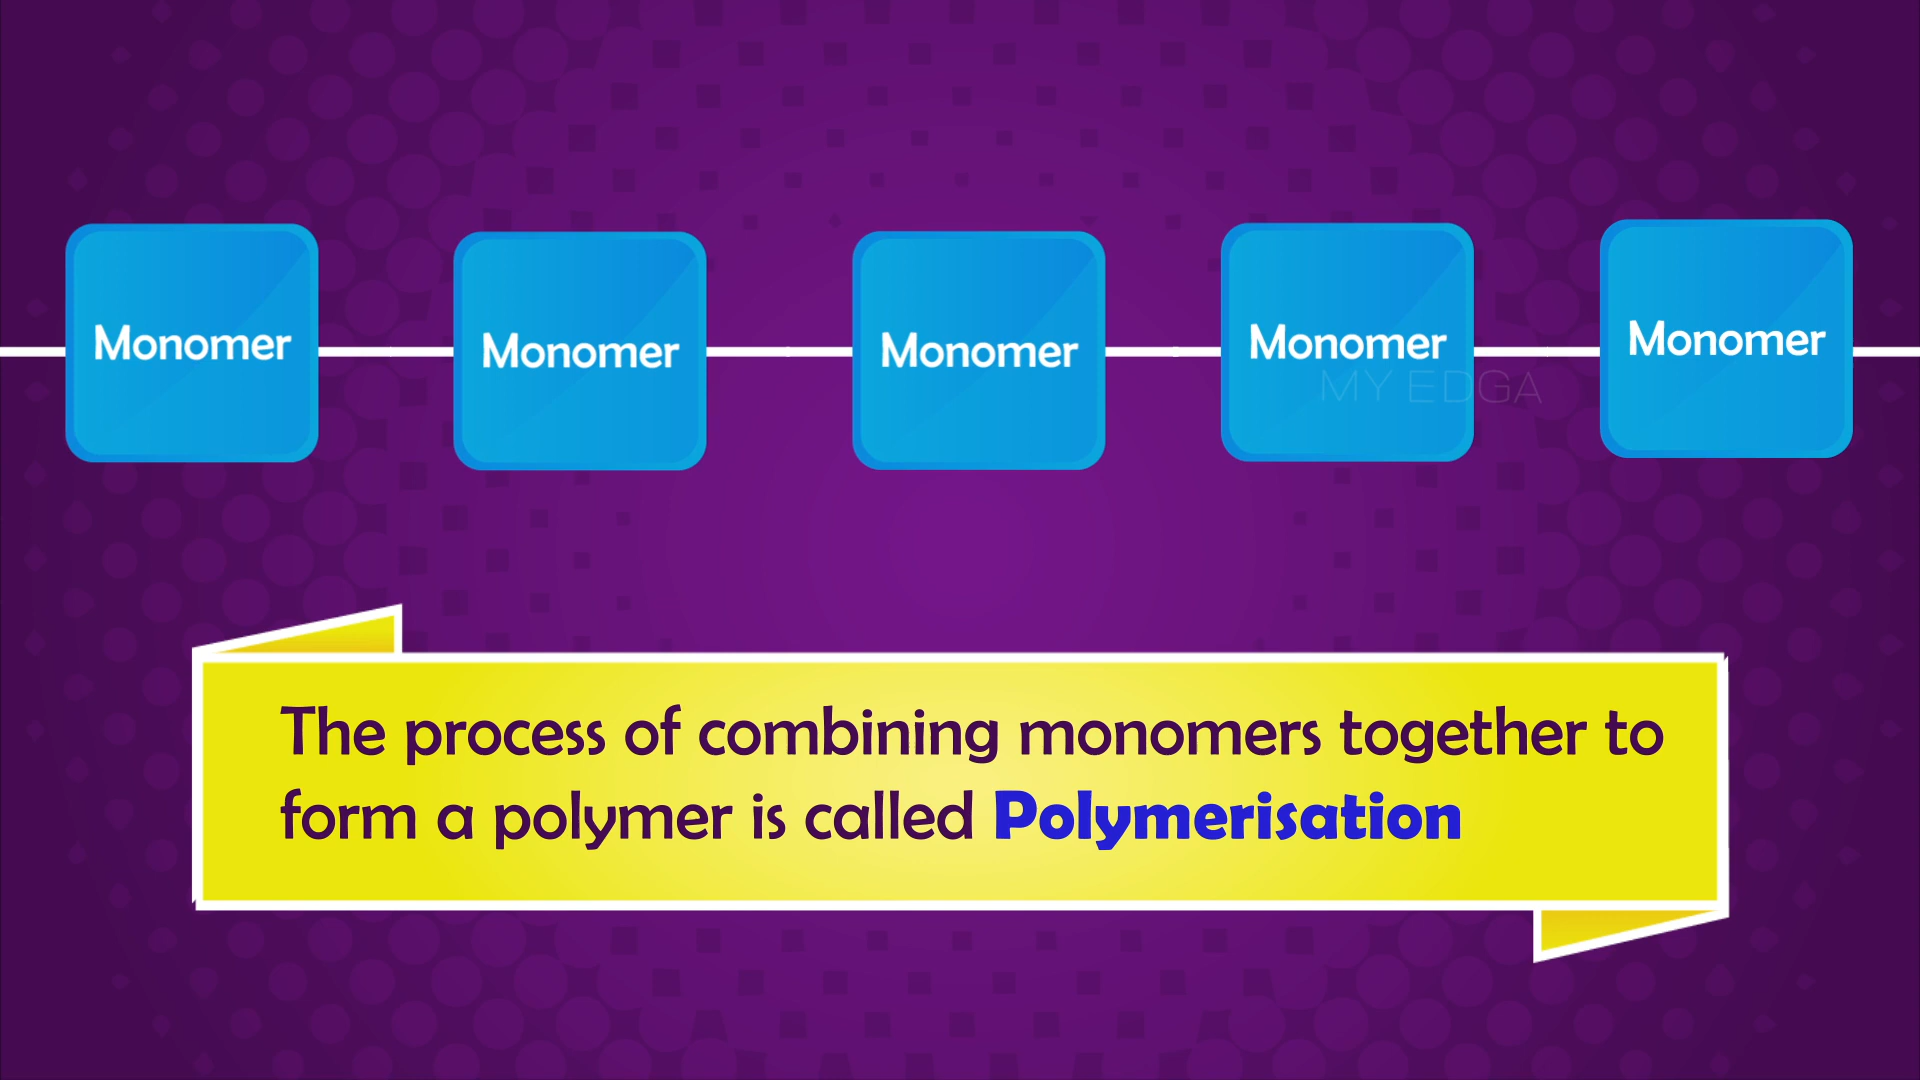 Monomer Monomer Monomer Monomer Monomer
MY EDGA
The process of combining monomers together to
form a polymer is called Polymerisation